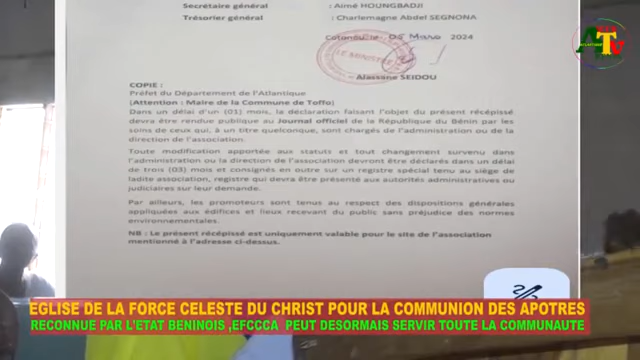 Secrétaire général : Aimé HOUNGBADJI
Trésorier général : Charlemagne Abdel SEGNONA
Cotonou, le 05 Mars 2024
LE MINISTRE
Alassane SEIDOU
COPIE :
Préfet du Département de l'Atlantique
(Attention : Maire de la Commune de Toffo)
Dans un délai d'un (01) mois, la déclaration faisant l'objet du présent récépissé
devra être rendue publique au Journal officiel de la République du Bénin par les
soins de ceux qui, à un titre quelconque, sont chargés de l'administration ou de la
direction de l'association.
Toute modification apportée aux statuts et tout changement survenu dans
l'administration ou la direction de l'association devront être déclarés dans un délai
de trois (03) mois et consignés en outre sur un registre spécial tenu au siège de
ladite association, registre qui devra être présenté aux autorités administratives ou
judiciaires sur leur demande.
Par ailleurs, les promoteurs sont tenus au respect des dispositions générales
appliquées aux édifices et lieux recevant du public sans préjudice des normes
environnementales.
NB : Le présent récépissé est uniquement valable pour le site de l'association
mentionné à l'adresse ci-dessus.
EGLISE DE LA FORCE CELESTE DU CHRIST POUR LA COMMUNION DES APOTRES
RECONNUE PAR L'ETAT BENINOIS ,EFCCCA PEUT DESORMAIS SERVIR TOUTE LA COMMUNAUTE